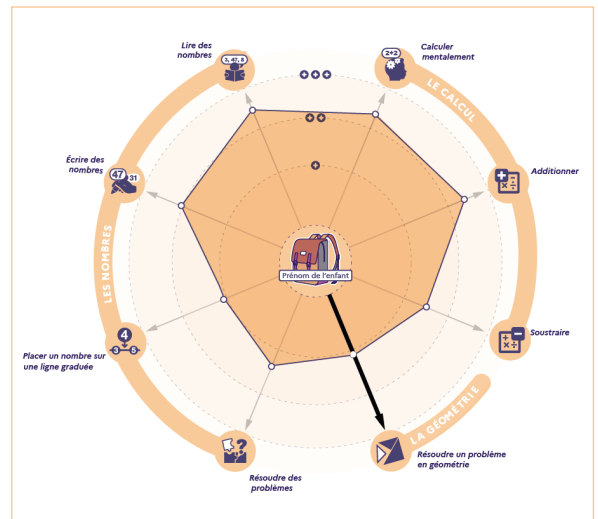 Lire des
nombres
3, 47, 8
+++
2+2
Calculer
mentalement
LE CALCUL
++
Écrire des
nombres
47
31
+
Additionner
LES NOMBRES
Prénom de l'enfant
Placer un nombre sur
une ligne graduée
4
3
5
Soustraire
LA GÉOMÉTRIE
Résoudre des
problèmes
?
Résoudre un problème
en géométrie